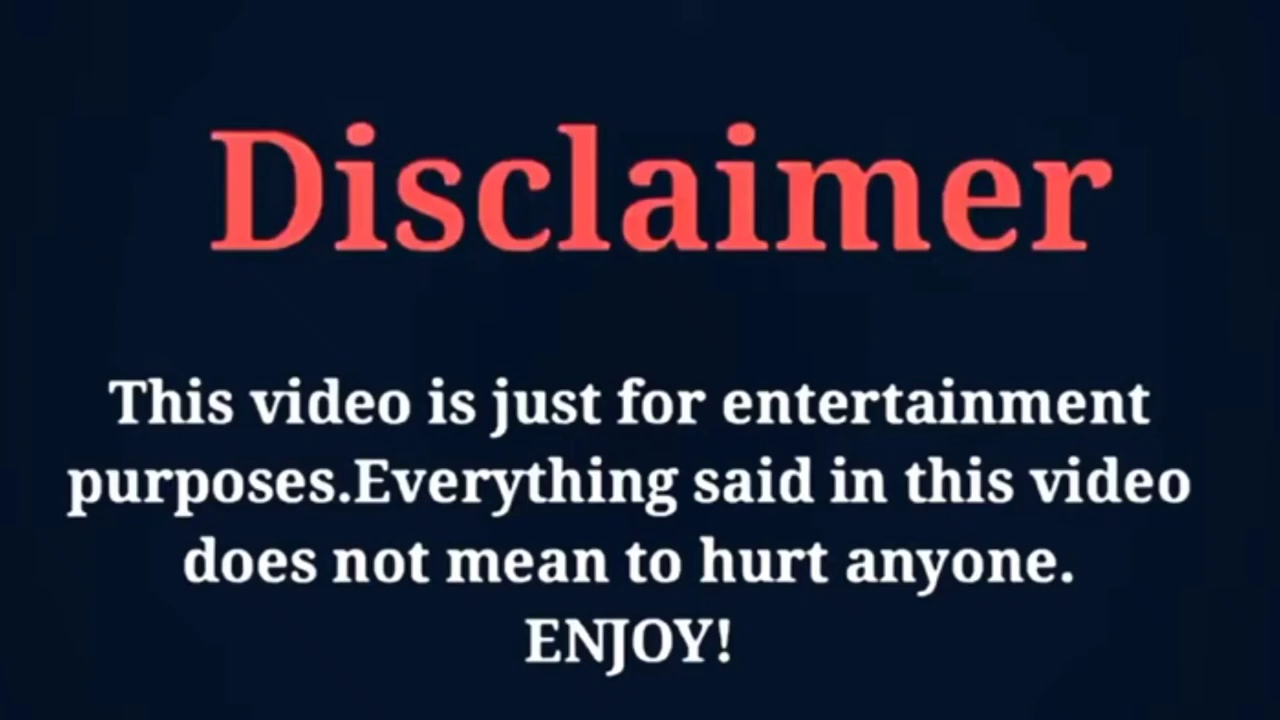 Disclaimer
This video is just for entertainment
purposes.Everything said in this video
does not mean to hurt anyone.
ENJOY!